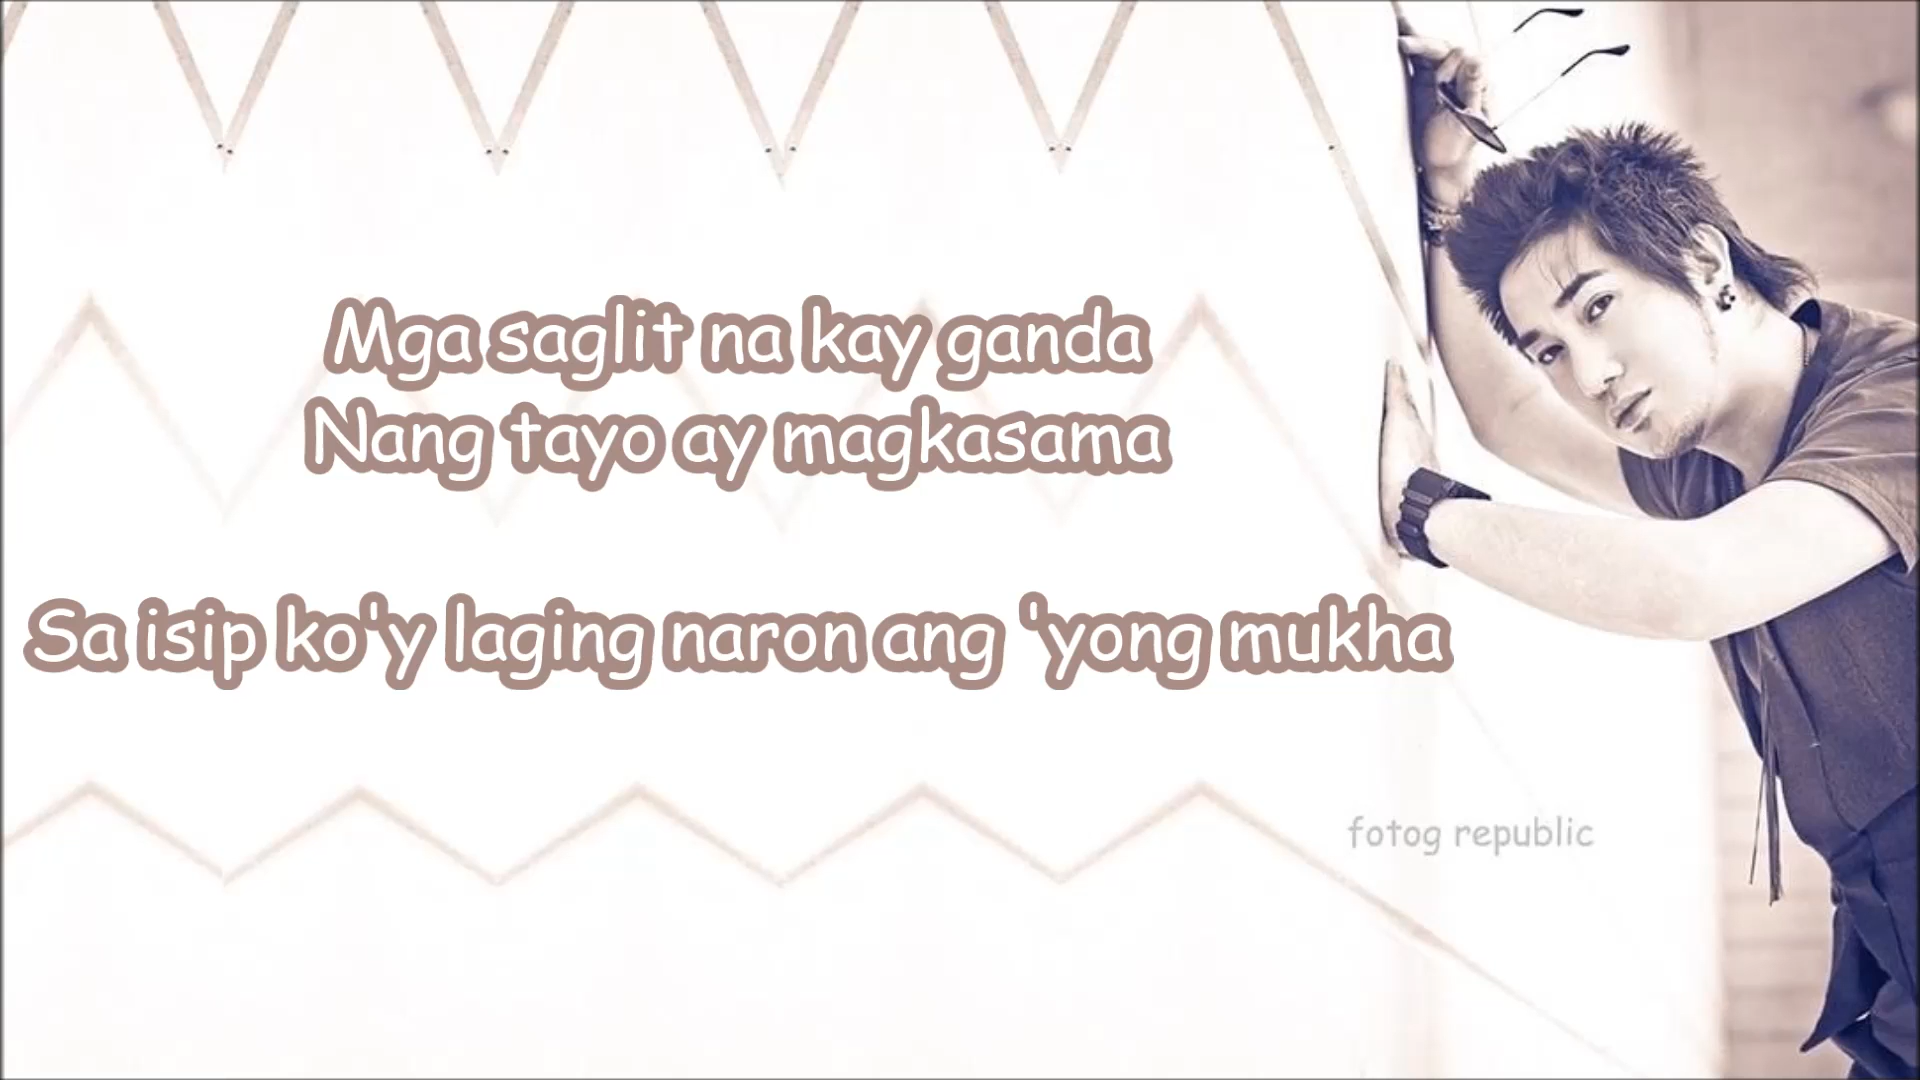 Mga saglit na kay ganda
Nang tayo ay magkasama
Sa isip ko'y laging naron ang 'yong mukha
fotog republic